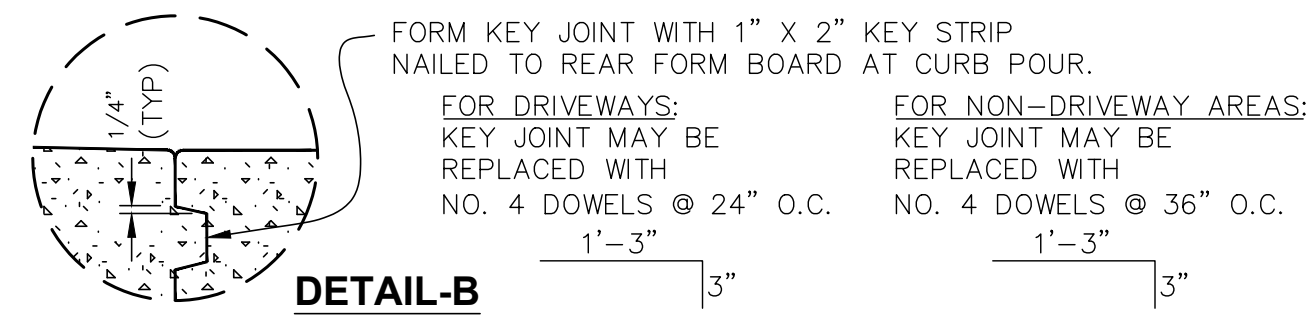 FORM KEY JOINT WITH 1” X 2” KEY STRIP
NAILED TO REAR FORM BOARD AT CURB POUR.
1/4”
(TYP)
FOR DRIVEWAYS:
KEY JOINT MAY BE
REPLACED WITH
NO. 4 DOWELS @ 24” O.C.
1’–3”
3”
FOR NON–DRIVEWAY AREAS:
KEY JOINT MAY BE
REPLACED WITH
NO. 4 DOWELS @ 36” O.C.
1’–3”
3”
DETAIL-B